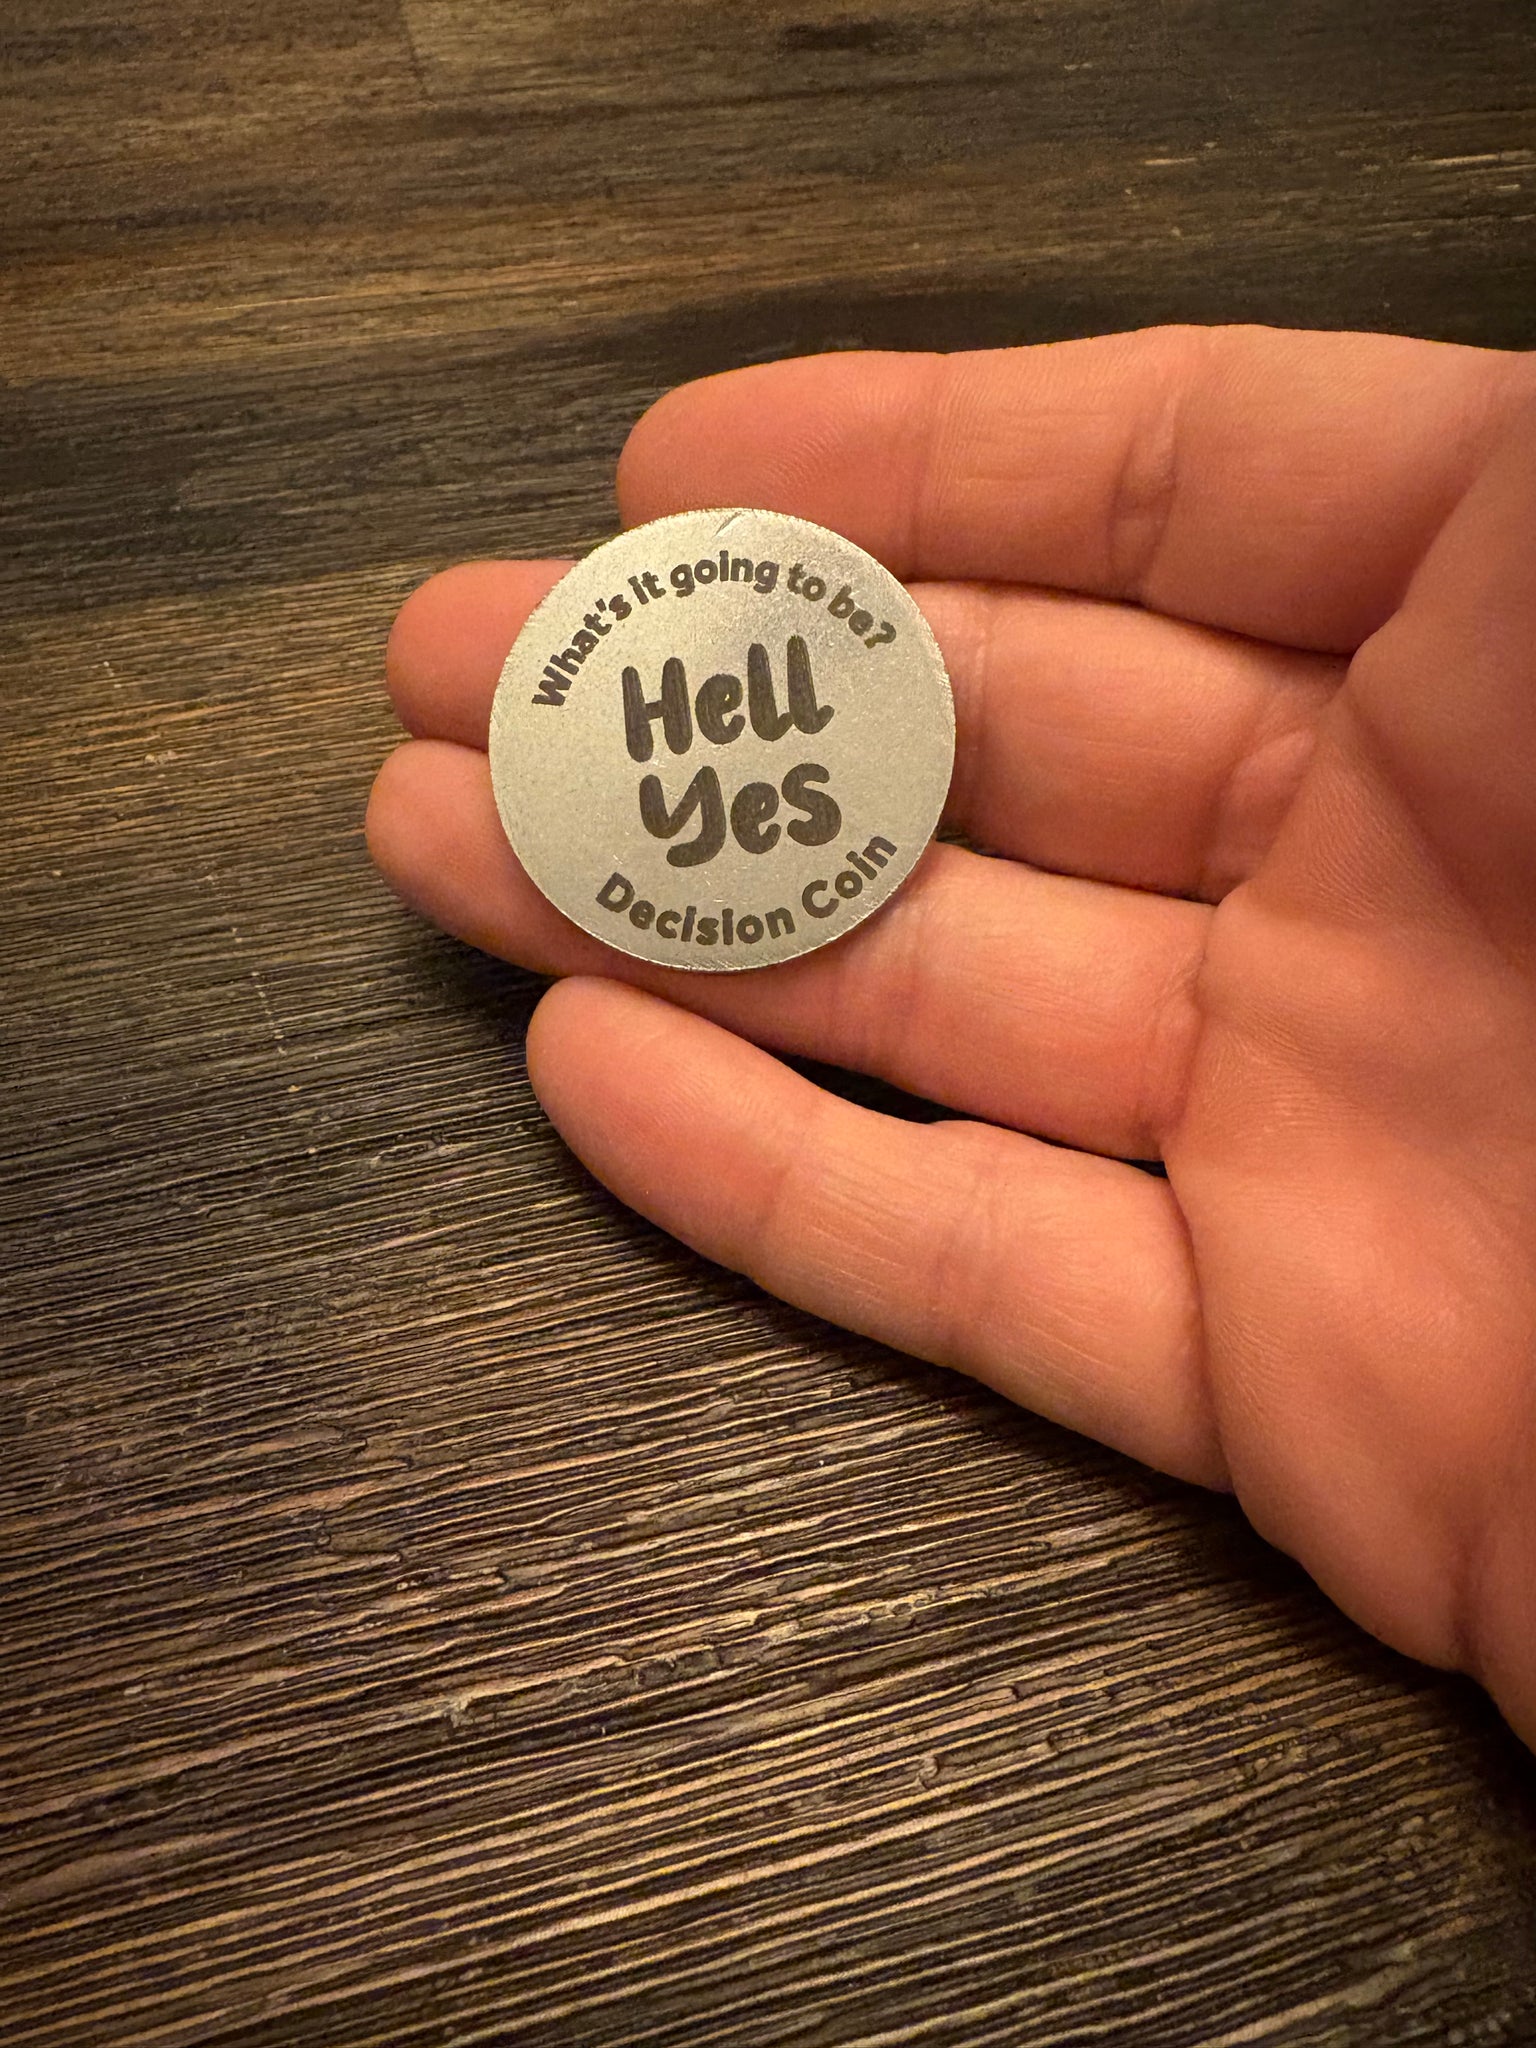 What's it going to be?
Hell
Yes
Decision Coin